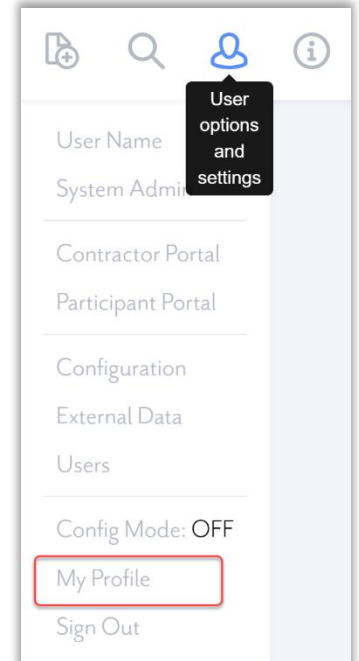 User
options
and
settings
User Name
System Admin
Contractor Portal
Participant Portal
Configuration
External Data
Users
Config Mode: OFF
My Profile
Sign Out